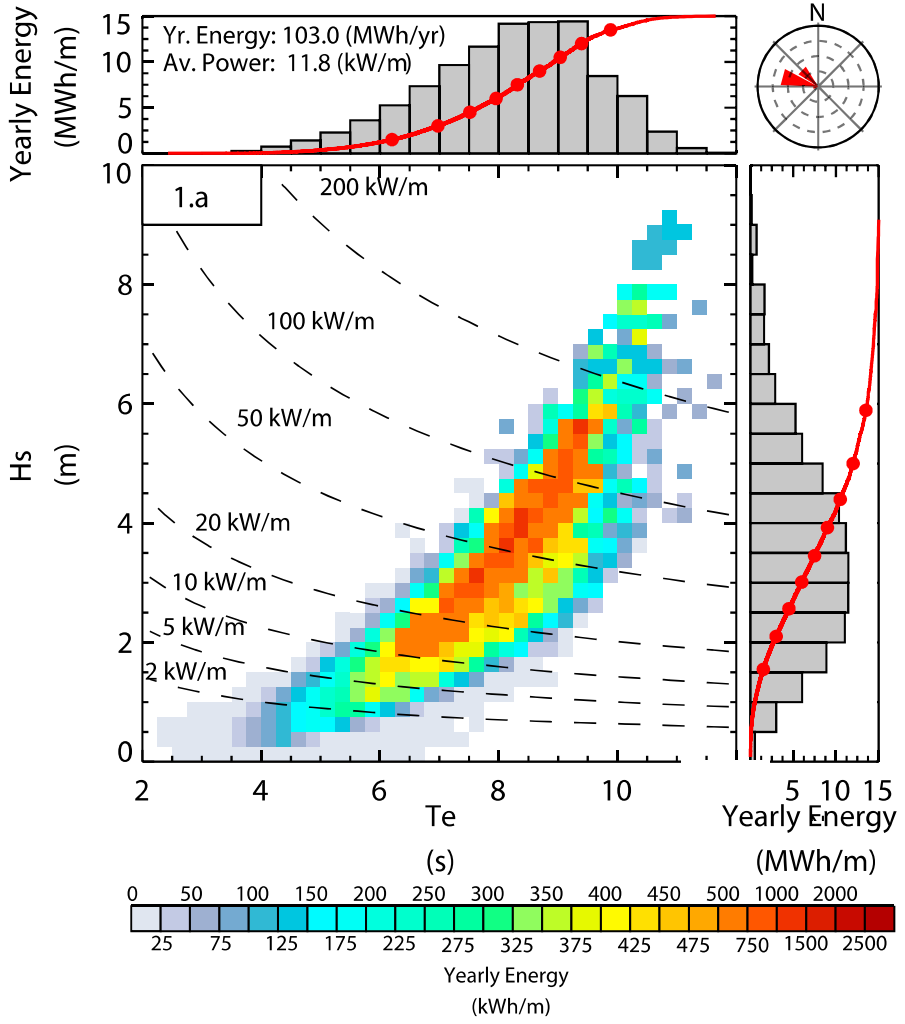 Yearly Energy
(MWh/m)
15
10
5
0
Yr. Energy: 103.0 (MWh/yr)
Av. Power: 11.8 (kW/m)
N
10
8
6
4
2
0
Hs
(m)
1.a
200 kW/m
100 kW/m
50 kW/m
20 kW/m
10 kW/m
5 kW/m
2 kW/m
2 4 6 8 10
Te
(s)
5 10 15
Yearly Energy
(MWh/m)
0 50 100 150 200 250 300 350 400 450 500 1000 2000
25 75 125 175 225 275 325 375 425 475 750 1500 2500
Yearly Energy
(kWh/m)